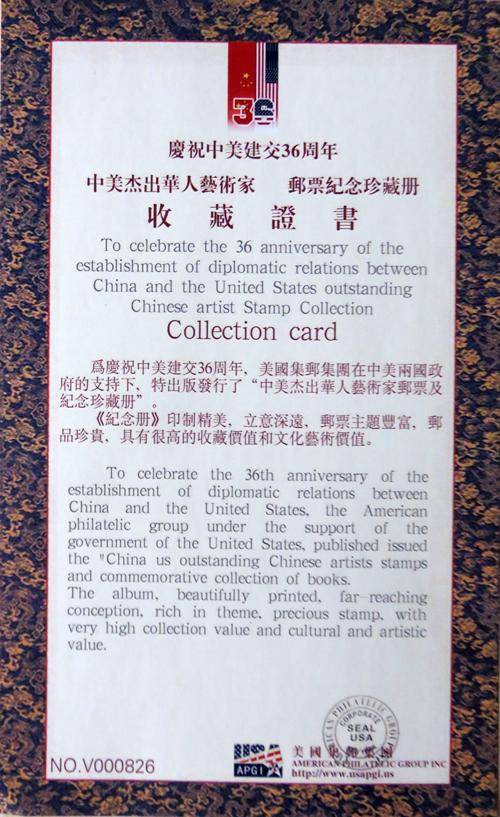 36
慶祝中美建交36周年
中美杰出華人藝術家 郵票紀念珍藏册
收藏證書
To celebrate the 36 anniversary of the
establishment of diplomatic relations between
China and the United States outstanding
Chinese artist Stamp Collection
Collection card
爲慶祝中美建交36周年，美國集郵集團在中美兩國政
府的支持下，特出版發行了“中美杰出華人藝術家郵票及
紀念珍藏册”。
《紀念册》印制精美，立意深遠，郵票主題豐富，郵
品珍貴，具有很高的收藏價值和文化藝術價值。
To celebrate the 36th anniversary of the
establishment of diplomatic relations between
China and the United States, the American
philatelic group under the support of the
government of the United States, published issued
the "China us outstanding Chinese artists stamps
and commemorative collection of books.
The album, beautifully printed, far-reaching
conception, rich in theme, precious stamp, with
very high collection value and cultural and artistic
value.
AMERICAN PHILATELIC GROUP
CORPORATE
SEAL
USA
USA
APGI
美國集郵集團
AMERICAN PHILATELIC GROUP INC
http://www.usapgi.us
NO.V000826